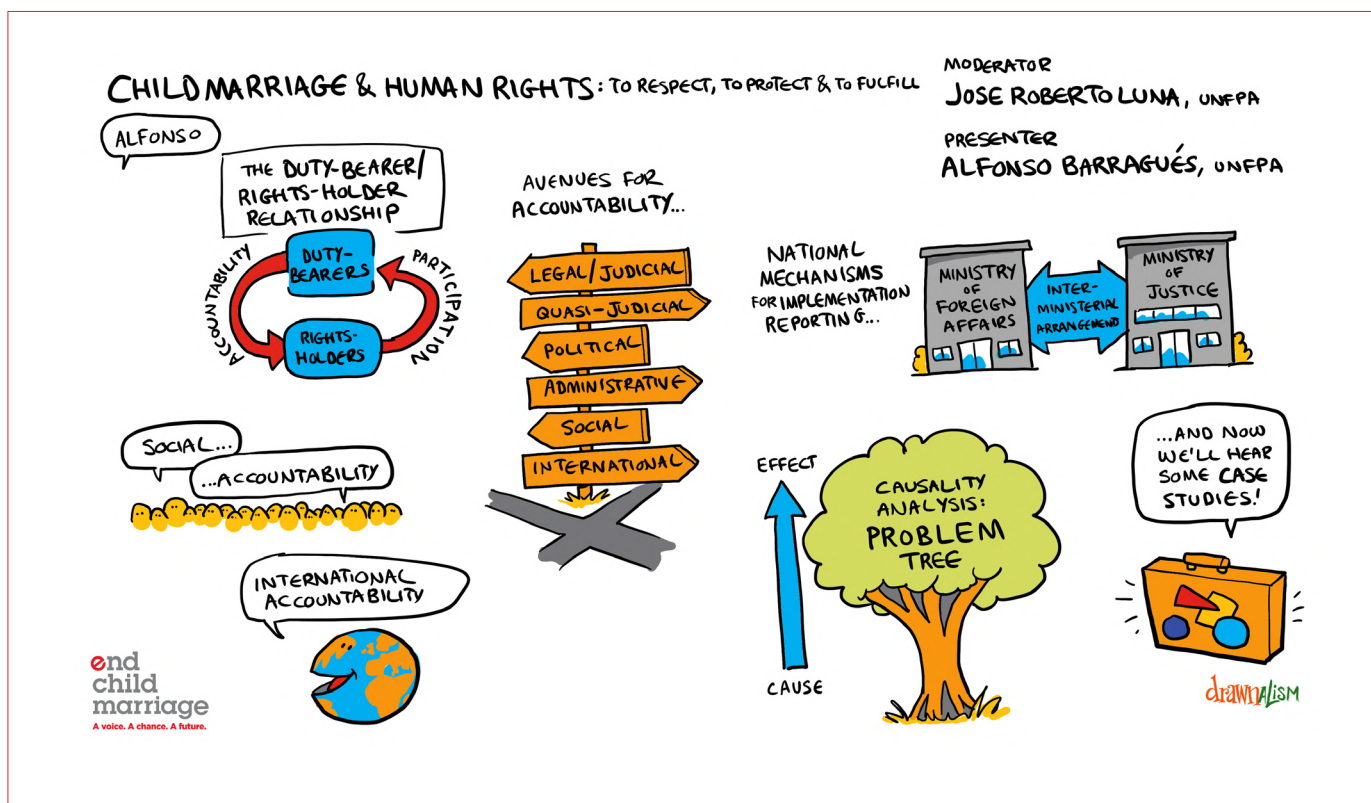 CHILD MARRIAGE & HUMAN RIGHTS: TO RESPECT, TO PROTECT & TO FULFILL
MODERATOR
JOSE ROBERTO LUNA, UNFPA
PRESENTER
ALFONSO BARRAGUÉS, UNFPA
ALFONSO
THE DUTY-BEARER/
RIGHTS-HOLDER
RELATIONSHIP
DUTY-
BEARERS
ACCOUNTABILITY
PARTICIPATION
RIGHTS-
HOLDERS
AVENUES FOR
ACCOUNTABILITY...
LEGAL/JUDICIAL
QUASI-JUDICIAL
POLITICAL
ADMINISTRATIVE
SOCIAL
INTERNATIONAL
NATIONAL
MECHANISMS
FOR IMPLEMENTATION
REPORTING...
MINISTRY
OF
FOREIGN
AFFAIRS
INTER-
MINISTERIAL
ARRANGEMENT
MINISTRY
OF
JUSTICE
SOCIAL...
...ACCOUNTABILITY
INTERNATIONAL
ACCOUNTABILITY
EFFECT
CAUSE
CAUSALITY
ANALYSIS:
PROBLEM
TREE
...AND NOW
WE'LL HEAR
SOME CASE
STUDIES!
end
child
marriage
A voice. A chance. A future.
drawnALISM